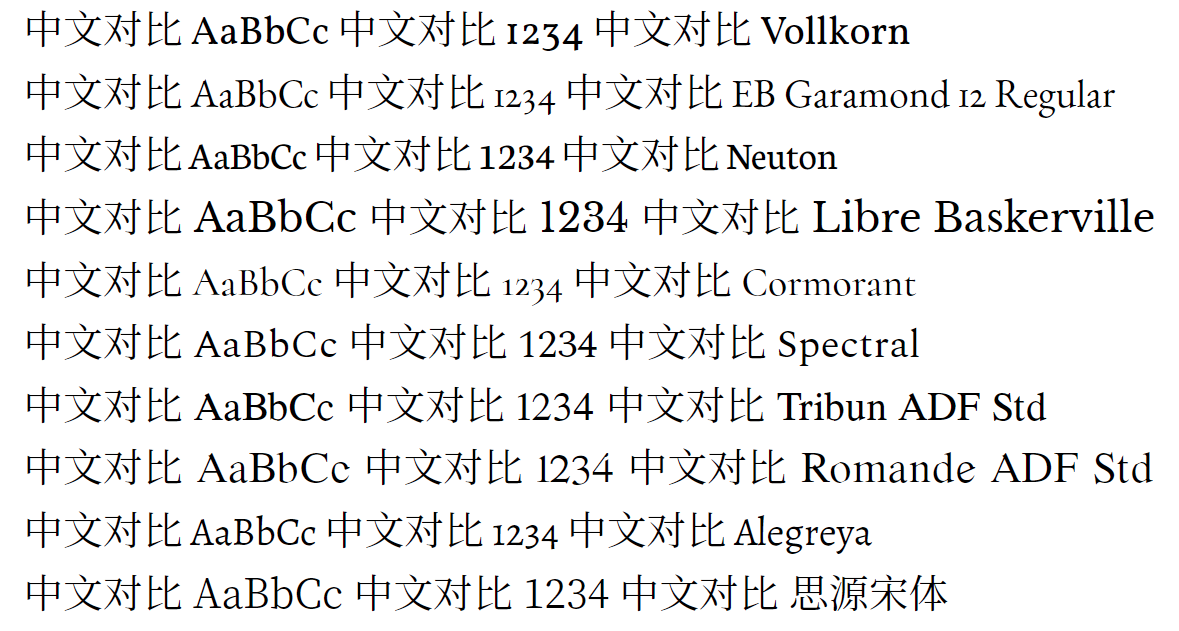 中文对比 AaBbCc 中文对比 1234 中文对比 Vollkorn
中文对比 AaBbCc 中文对比 1234 中文对比 EB Garamond 12 Regular
中文对比 AaBbCc 中文对比 1234 中文对比 Neuton
中文对比 AaBbCc 中文对比 1234 中文对比 Libre Baskerville
中文对比 AaBbCc 中文对比 1234 中文对比 Cormorant
中文对比 AaBbCc 中文对比 1234 中文对比 Spectral
中文对比 AaBbCc 中文对比 1234 中文对比 Tribun ADF Std
中文对比 AaBbCc 中文对比 1234 中文对比 Romande ADF Std
中文对比 AaBbCc 中文对比 1234 中文对比 Alegreya
中文对比 AaBbCc 中文对比 1234 中文对比 思源宋体